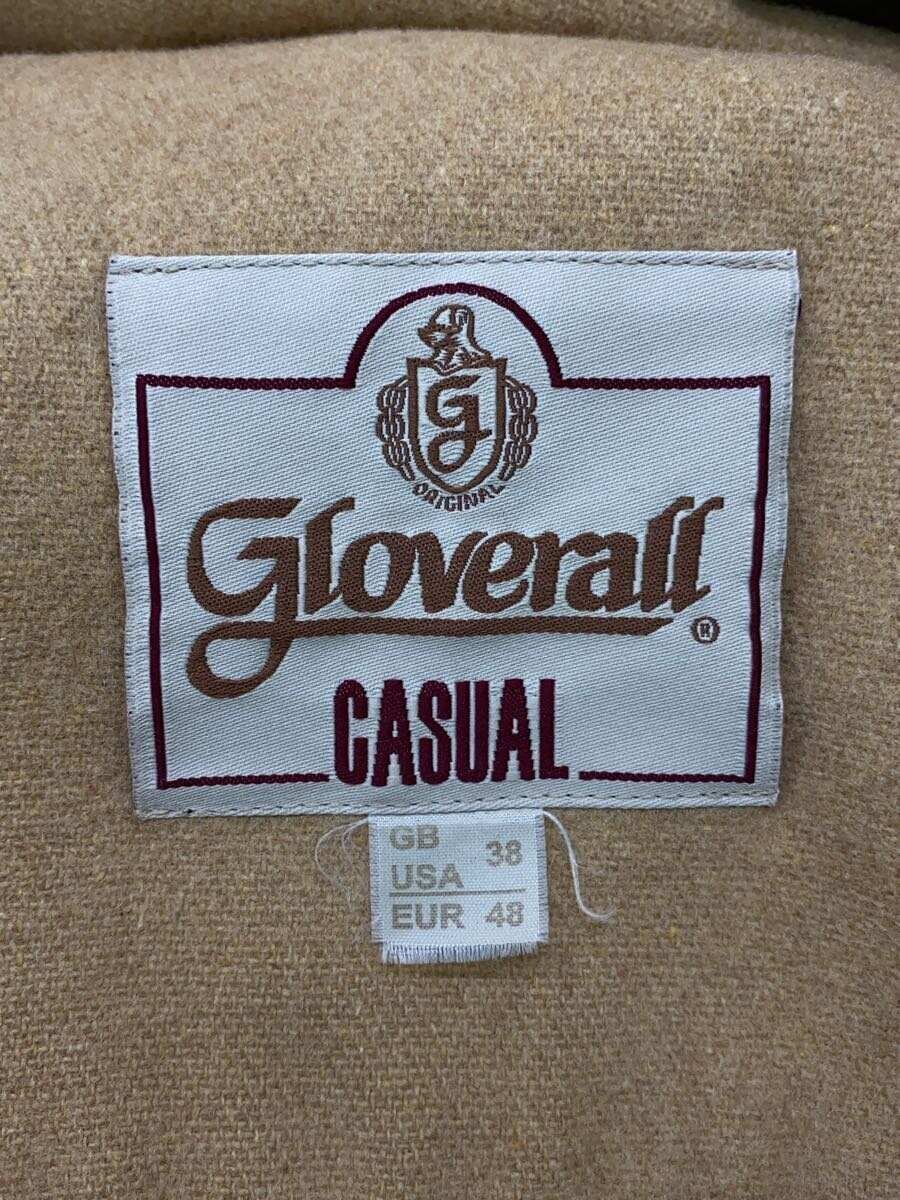 G
ORIGINAL
Gloverall ®
CASUAL
GB
USA 38
EUR 48